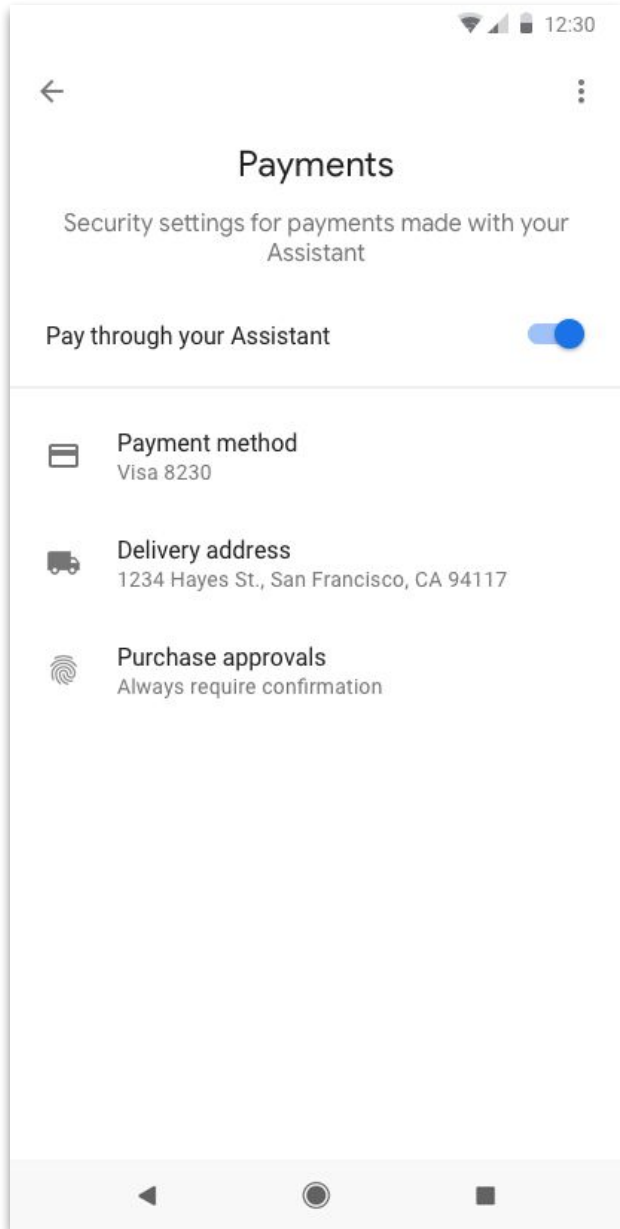 12:30
Payments
Security settings for payments made with your
Assistant
Pay through your Assistant
Payment method
Visa 8230
Delivery address
1234 Hayes St., San Francisco, CA 94117
Purchase approvals
Always require confirmation